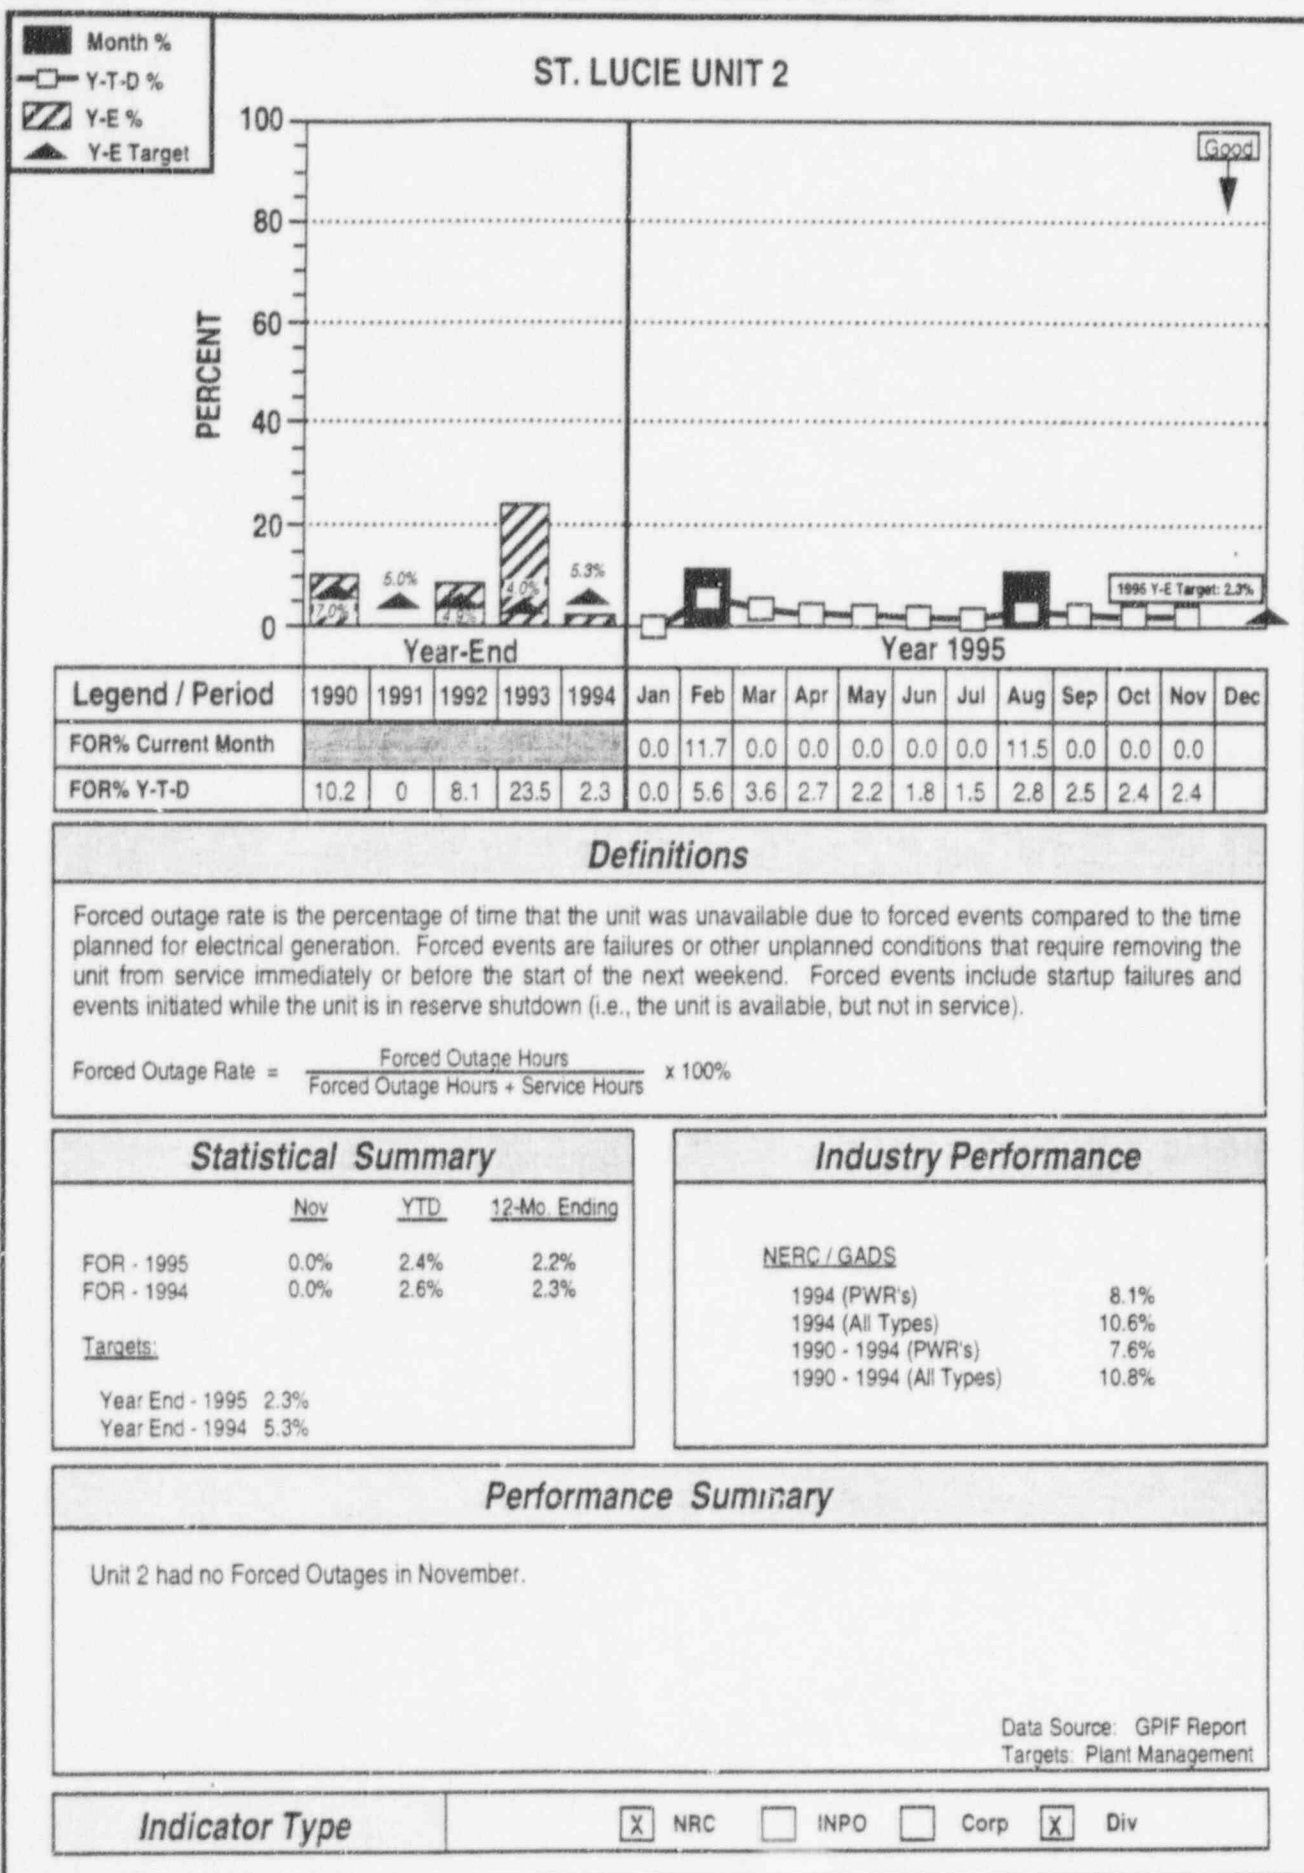 Month %
Y-T-D %
Y-E %
Y-E Target
ST. LUCIE UNIT 2
Good
PERCENT
100
80
60
40
20
0
7.0%
5.0%
4.9%
4.0%
5.3%
1995 Y-E Target: 2.3%
Year-End
Year 1995
Legend / Period 1990 1991 1992 1993 1994 Jan Feb Mar Apr May Jun Jul Aug Sep Oct Nov Dec
FOR% Current Month 0.0 11.7 0.0 0.0 0.0 0.0 0.0 11.5 0.0 0.0 0.0
FOR% Y-T-D 10.2 0 8.1 23.5 2.3 0.0 5.6 3.6 2.7 2.2 1.8 1.5 2.8 2.5 2.4 2.4
Definitions
Forced outage rate is the percentage of time that the unit was unavailable due to forced events compared to the time
planned for electrical generation. Forced events are failures or other unplanned conditions that require removing the
unit from service immediately or before the start of the next weekend. Forced events include startup failures and
events initiated while the unit is in reserve shutdown (i.e., the unit is available, but not in service).
Forced Outage Rate = Forced Outage Hours
Forced Outage Hours + Service Hours x 100%
Statistical Summary
Nov YTD 12-Mo. Ending
FOR - 1995 0.0% 2.4% 2.2%
FOR - 1994 0.0% 2.6% 2.3%
Targets:
Year End - 1995 2.3%
Year End - 1994 5.3%
Industry Performance
NERC / GADS
1994 (PWR's) 8.1%
1994 (All Types) 10.6%
1990 - 1994 (PWR's) 7.6%
1990 - 1994 (All Types) 10.8%
Performance Summary
Unit 2 had no Forced Outages in November.
Data Source: GPIF Report
Targets: Plant Management
Indicator Type X NRC INPO Corp X Div